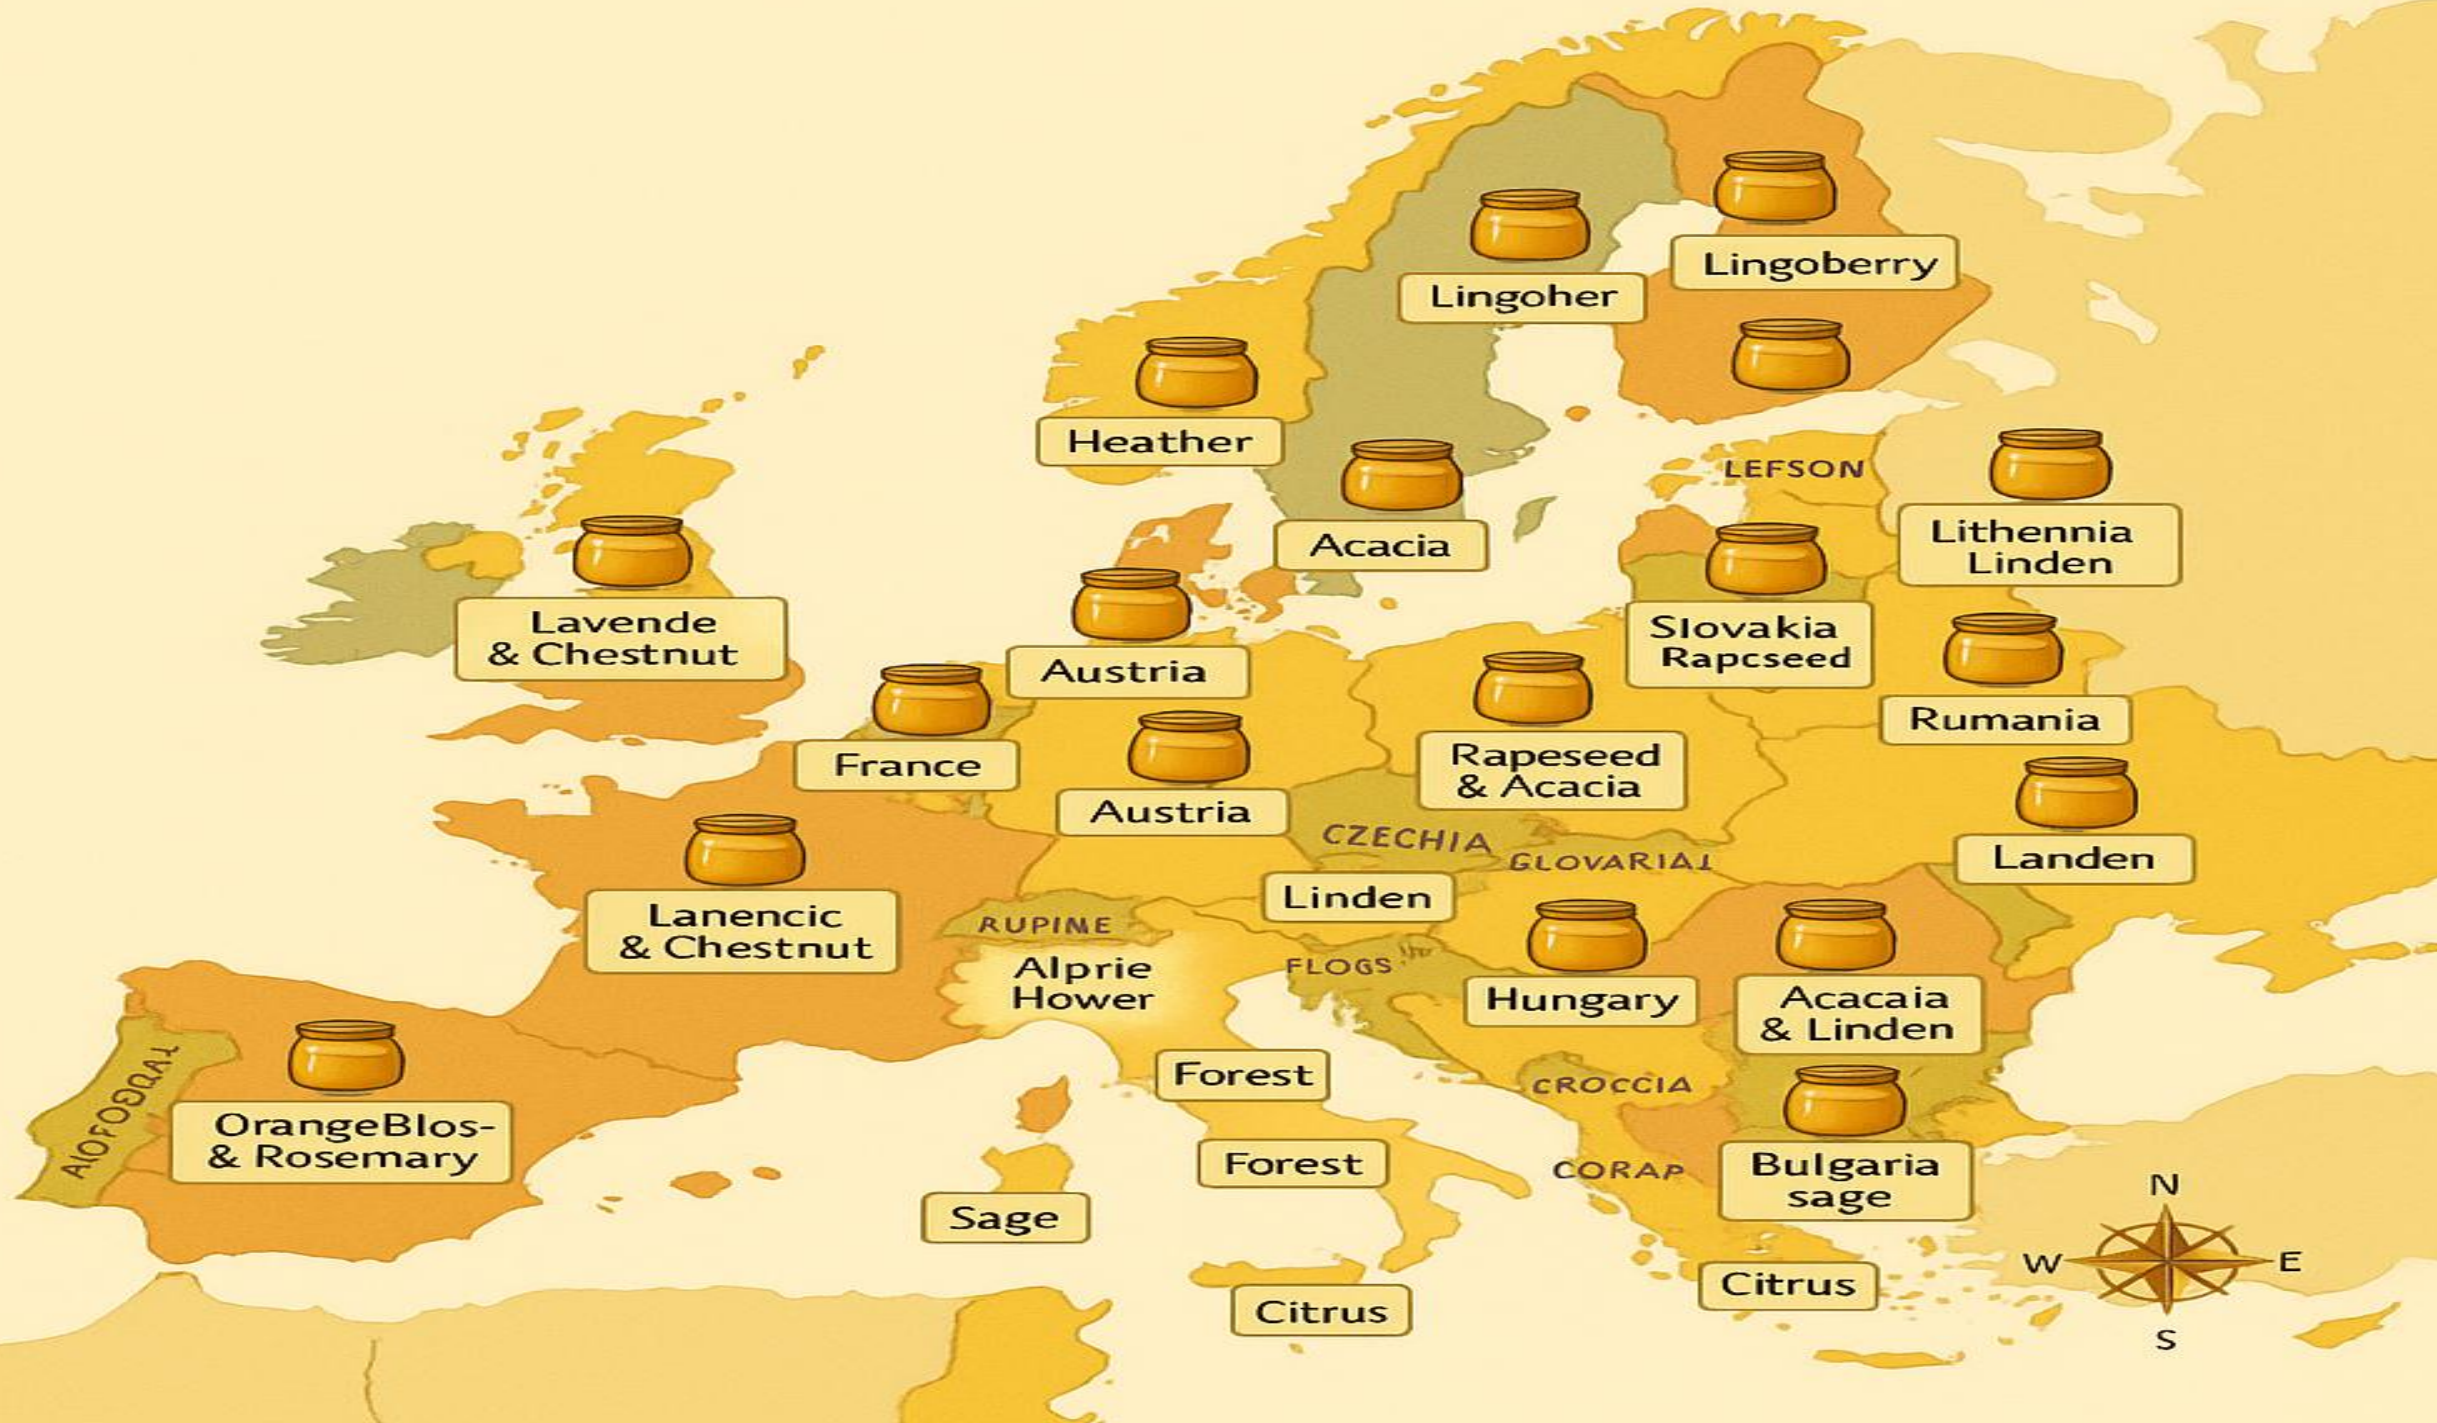 Lingoberry
Lingoher
Heather
LEFSON
Lithennia
Linden
Acacia
Lavende
& Chestnut
Slovakia
Rapcseed
Austria
Rumania
France
Rapeseed
& Acacia
Austria
CZECHIA
GLOVARIAL
Landen
Linden
Lanencic
& Chestnut
RUPINE
FLOGS
Alprie
Hower
Hungary
Acacaia
& Linden
Forest
CROCCIA
OrangeBlos-
& Rosemary
Forest
CORAP
Bulgaria
sage
Sage
Citrus
Citrus
N
W
E
S